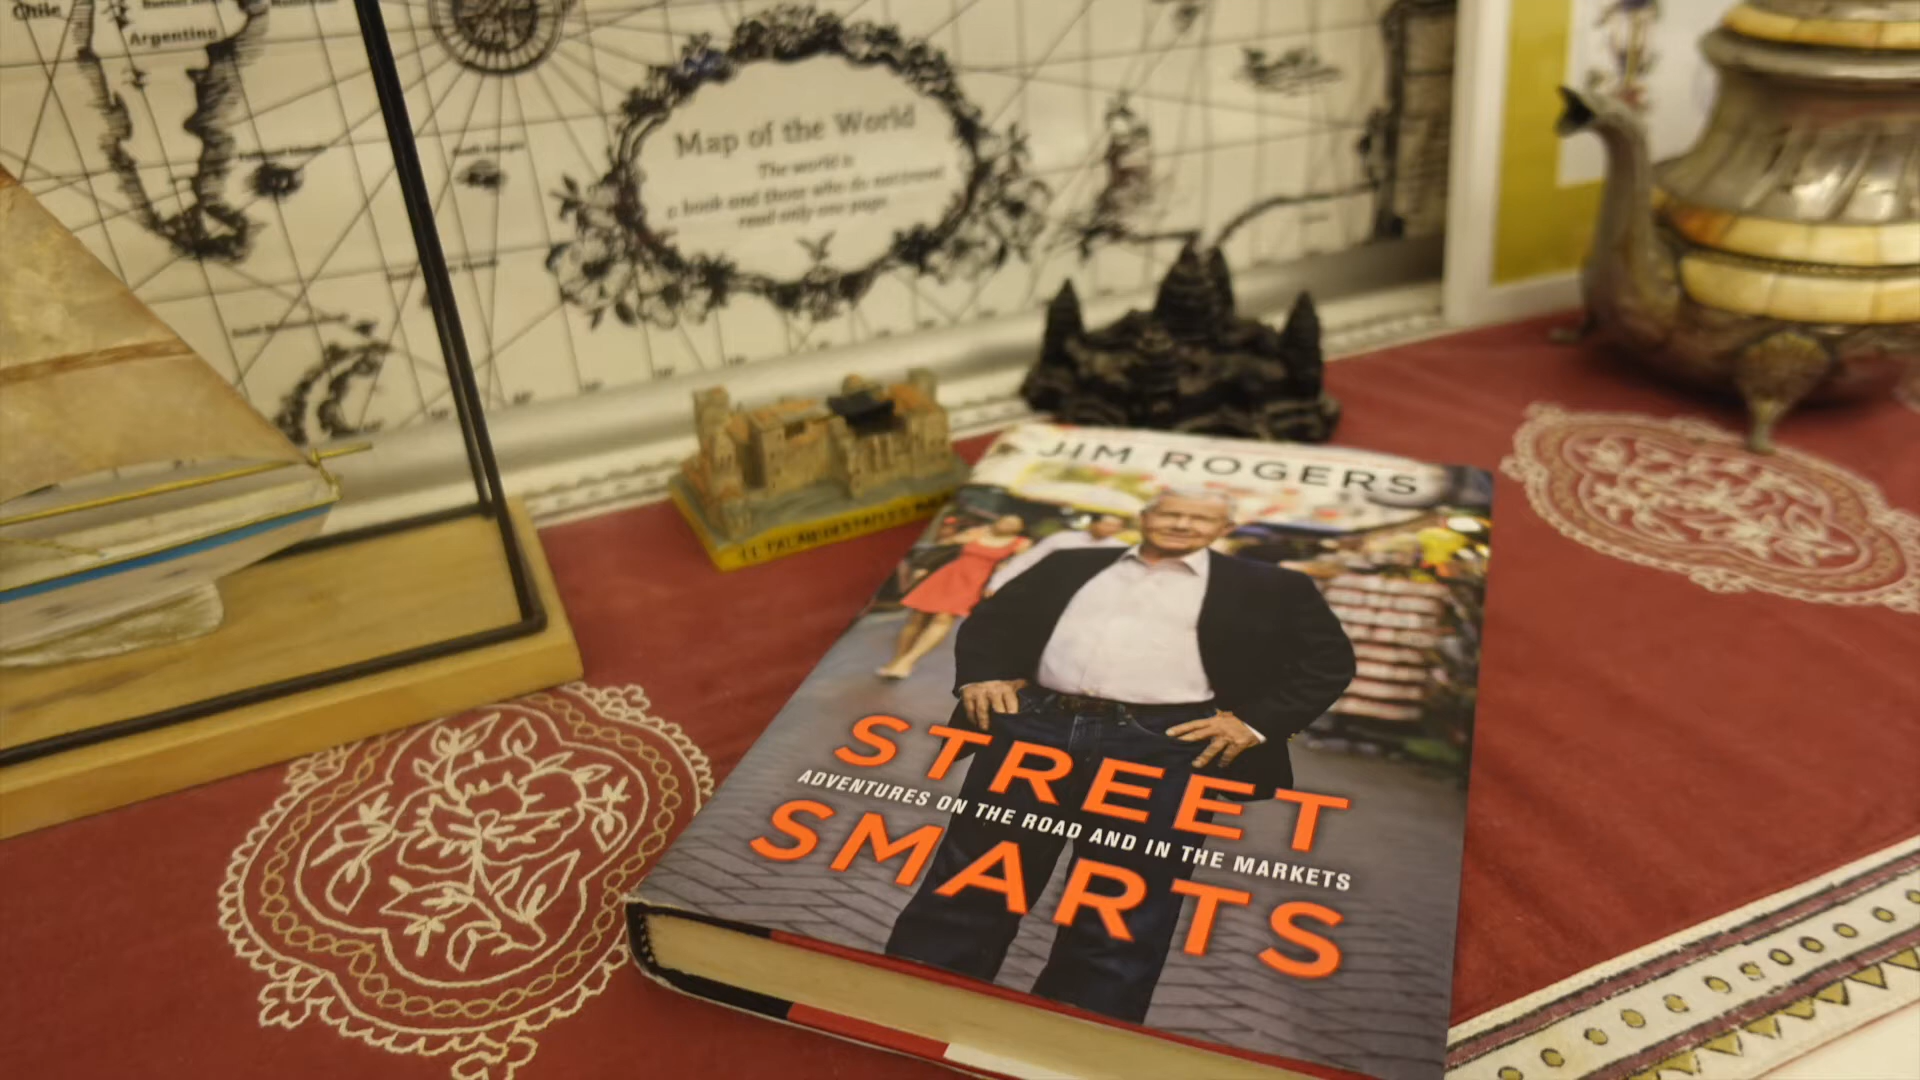 Chile
Argentina
Map of the World
The world is
a book and those who do not travel
read only one page.
JIM ROGERS
STREET
ADVENTURES ON THE ROAD AND IN THE MARKETS
SMARTS